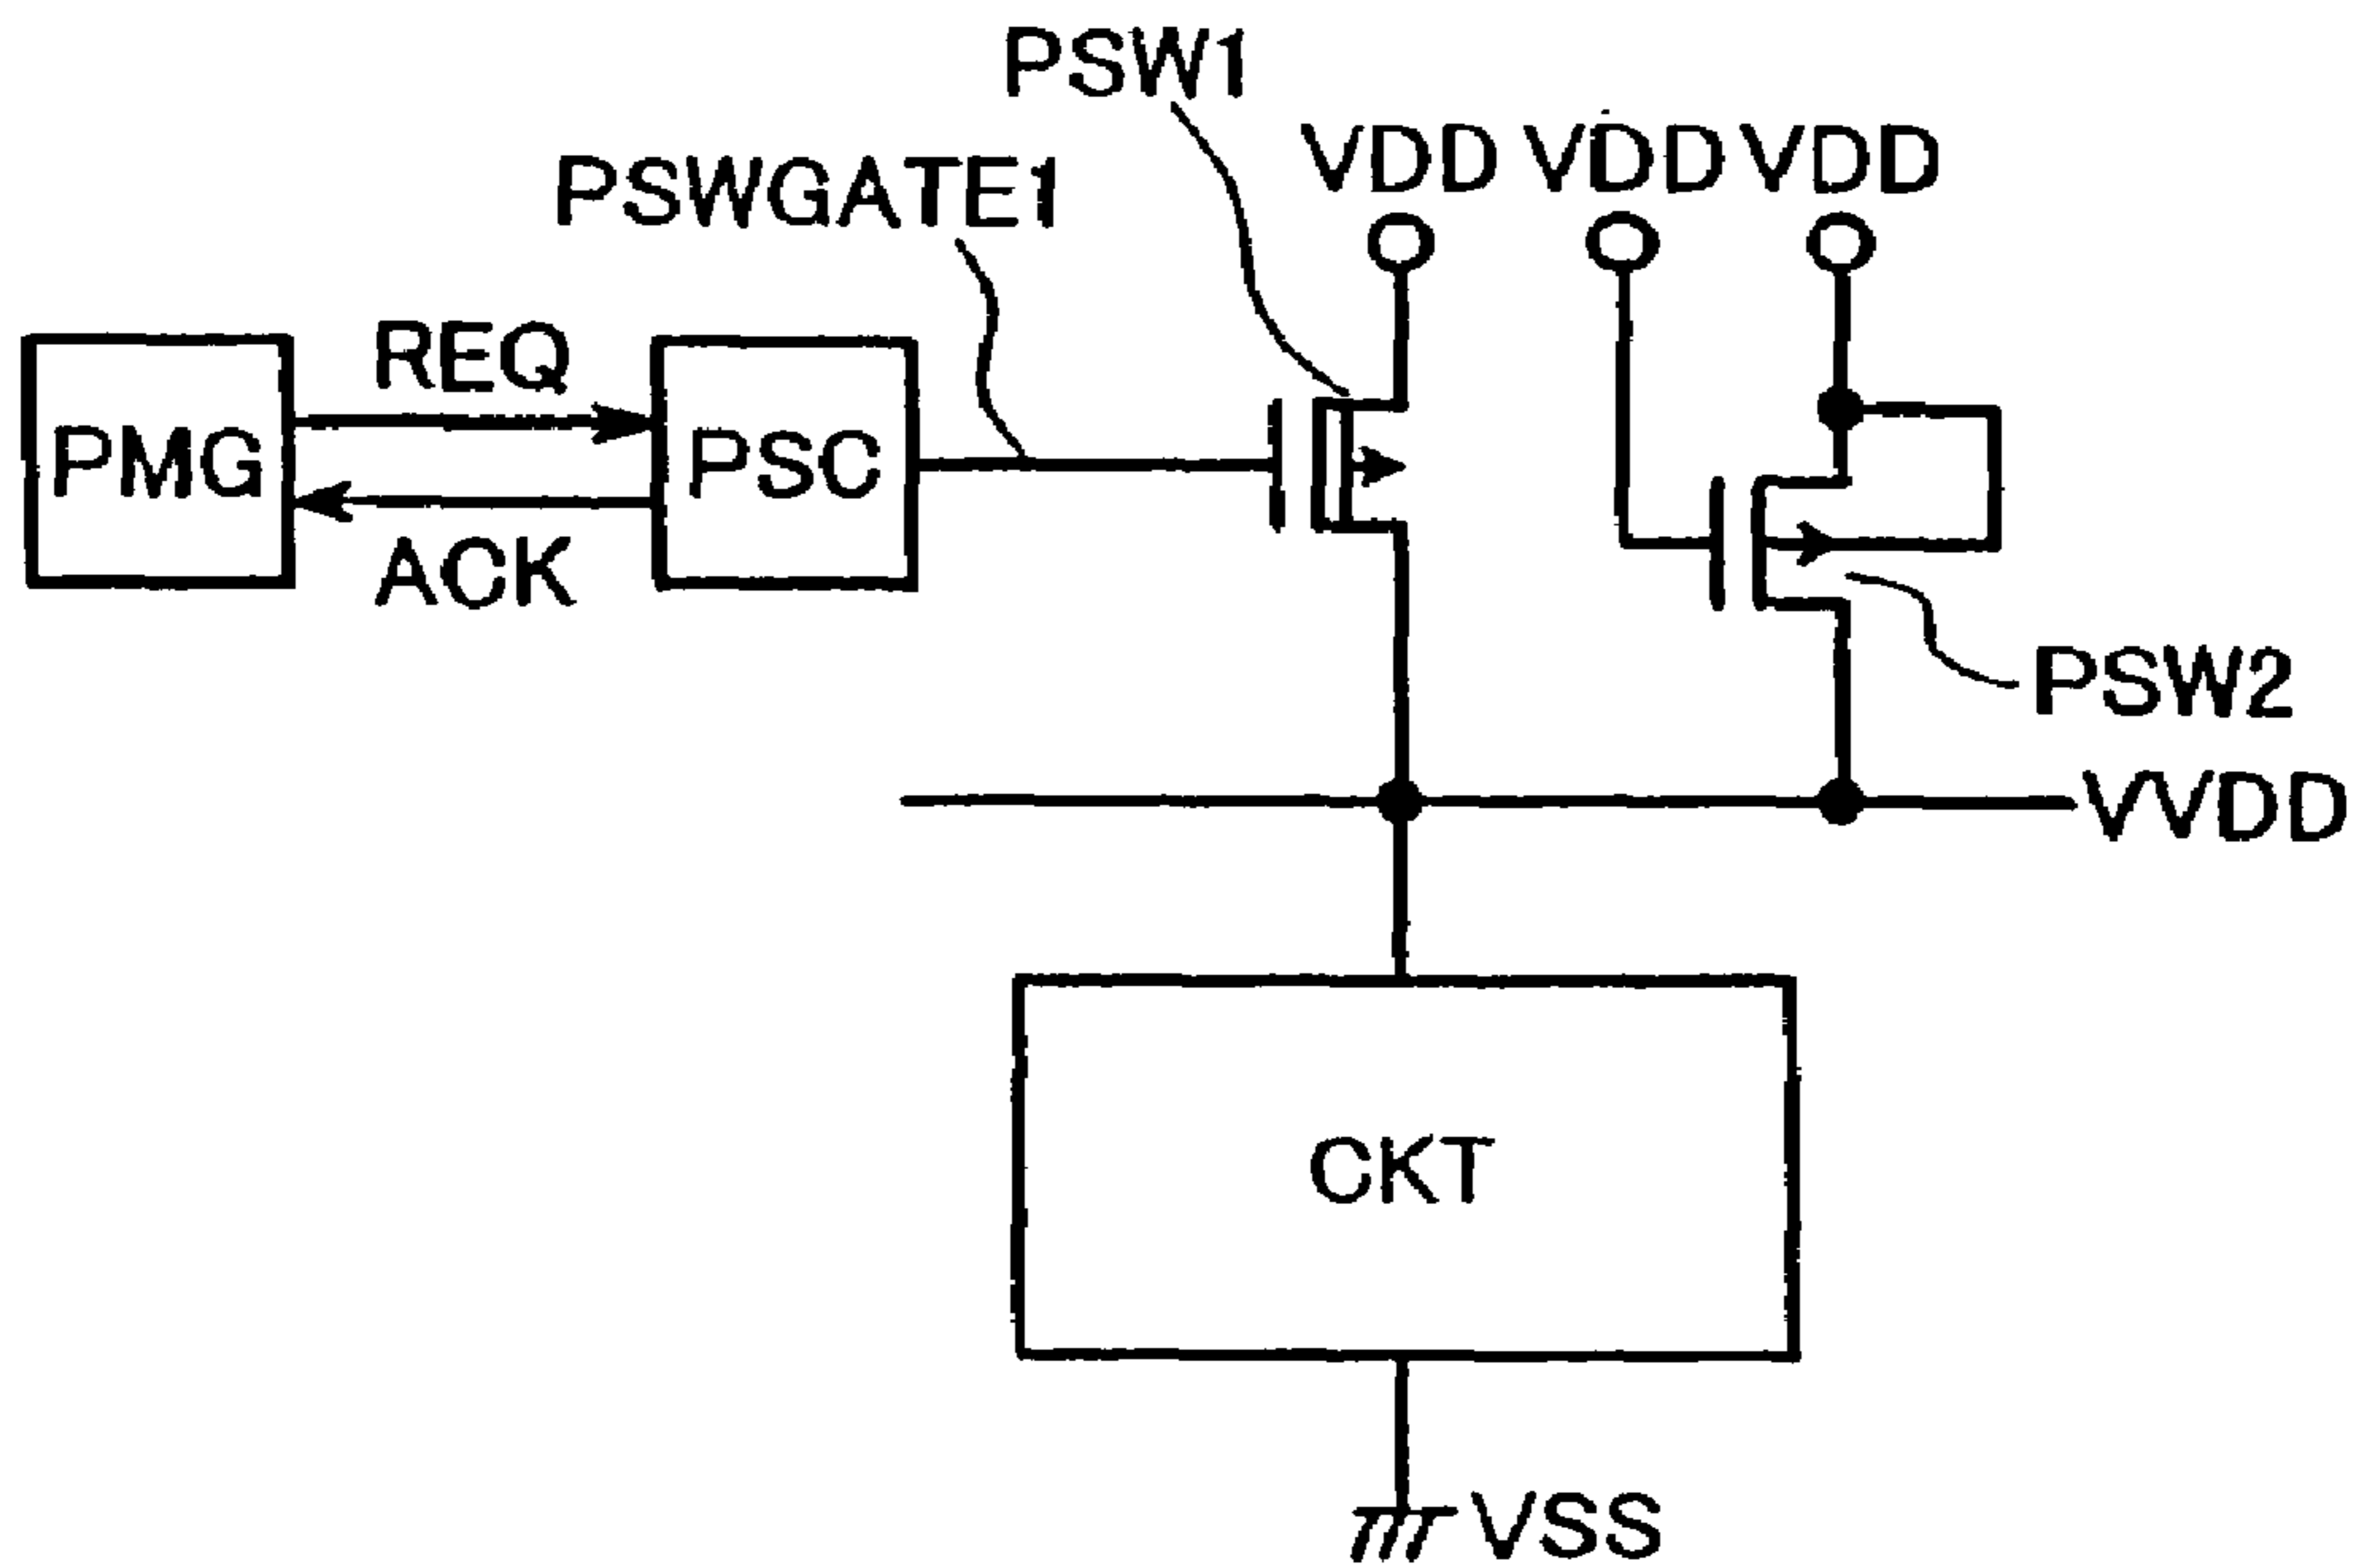 PSW1
VDD VDD VDD
PSWGATE1
REQ
PMG
PSC
ACK
PSW2
VVDD
CKT
VSS